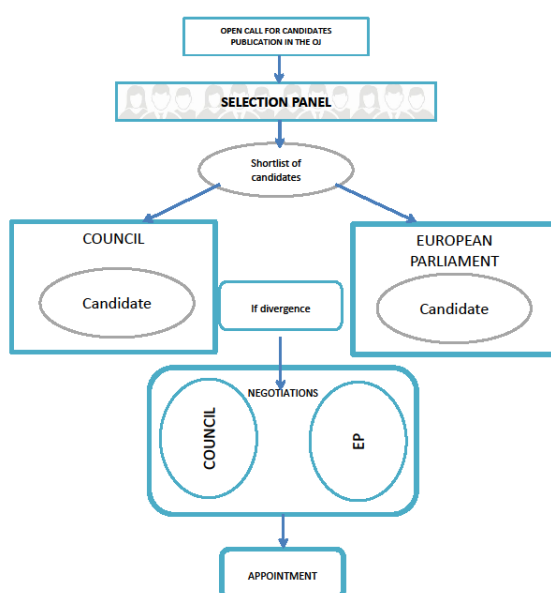 OPEN CALL FOR CANDIDATES
PUBLICATION IN THE OJ
SELECTION PANEL
Shortlist of
candidates
COUNCIL
Candidate
EUROPEAN
PARLIAMENT
Candidate
If divergence
NEGOTIATIONS
COUNCIL
EP
APPOINTMENT